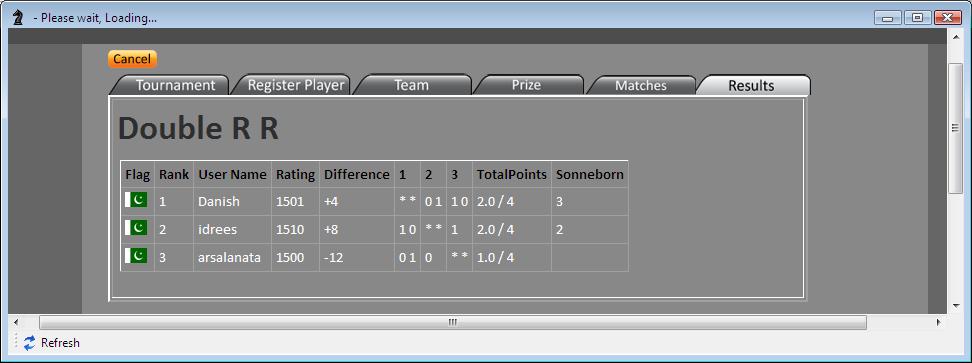 - Please wait, Loading...
Cancel
Tournament Register Player Team Prize Matches Results
Double R R
Flag Rank User Name Rating Difference 1 2 3 TotalPoints Sonneborn
1 Danish 1501 +4 * * 0 1 1 0 2.0 / 4 3
2 idrees 1510 +8 1 0 * * 1 2.0 / 4 2
3 arsalanata 1500 -12 0 1 0 * * 1.0 / 4
Refresh